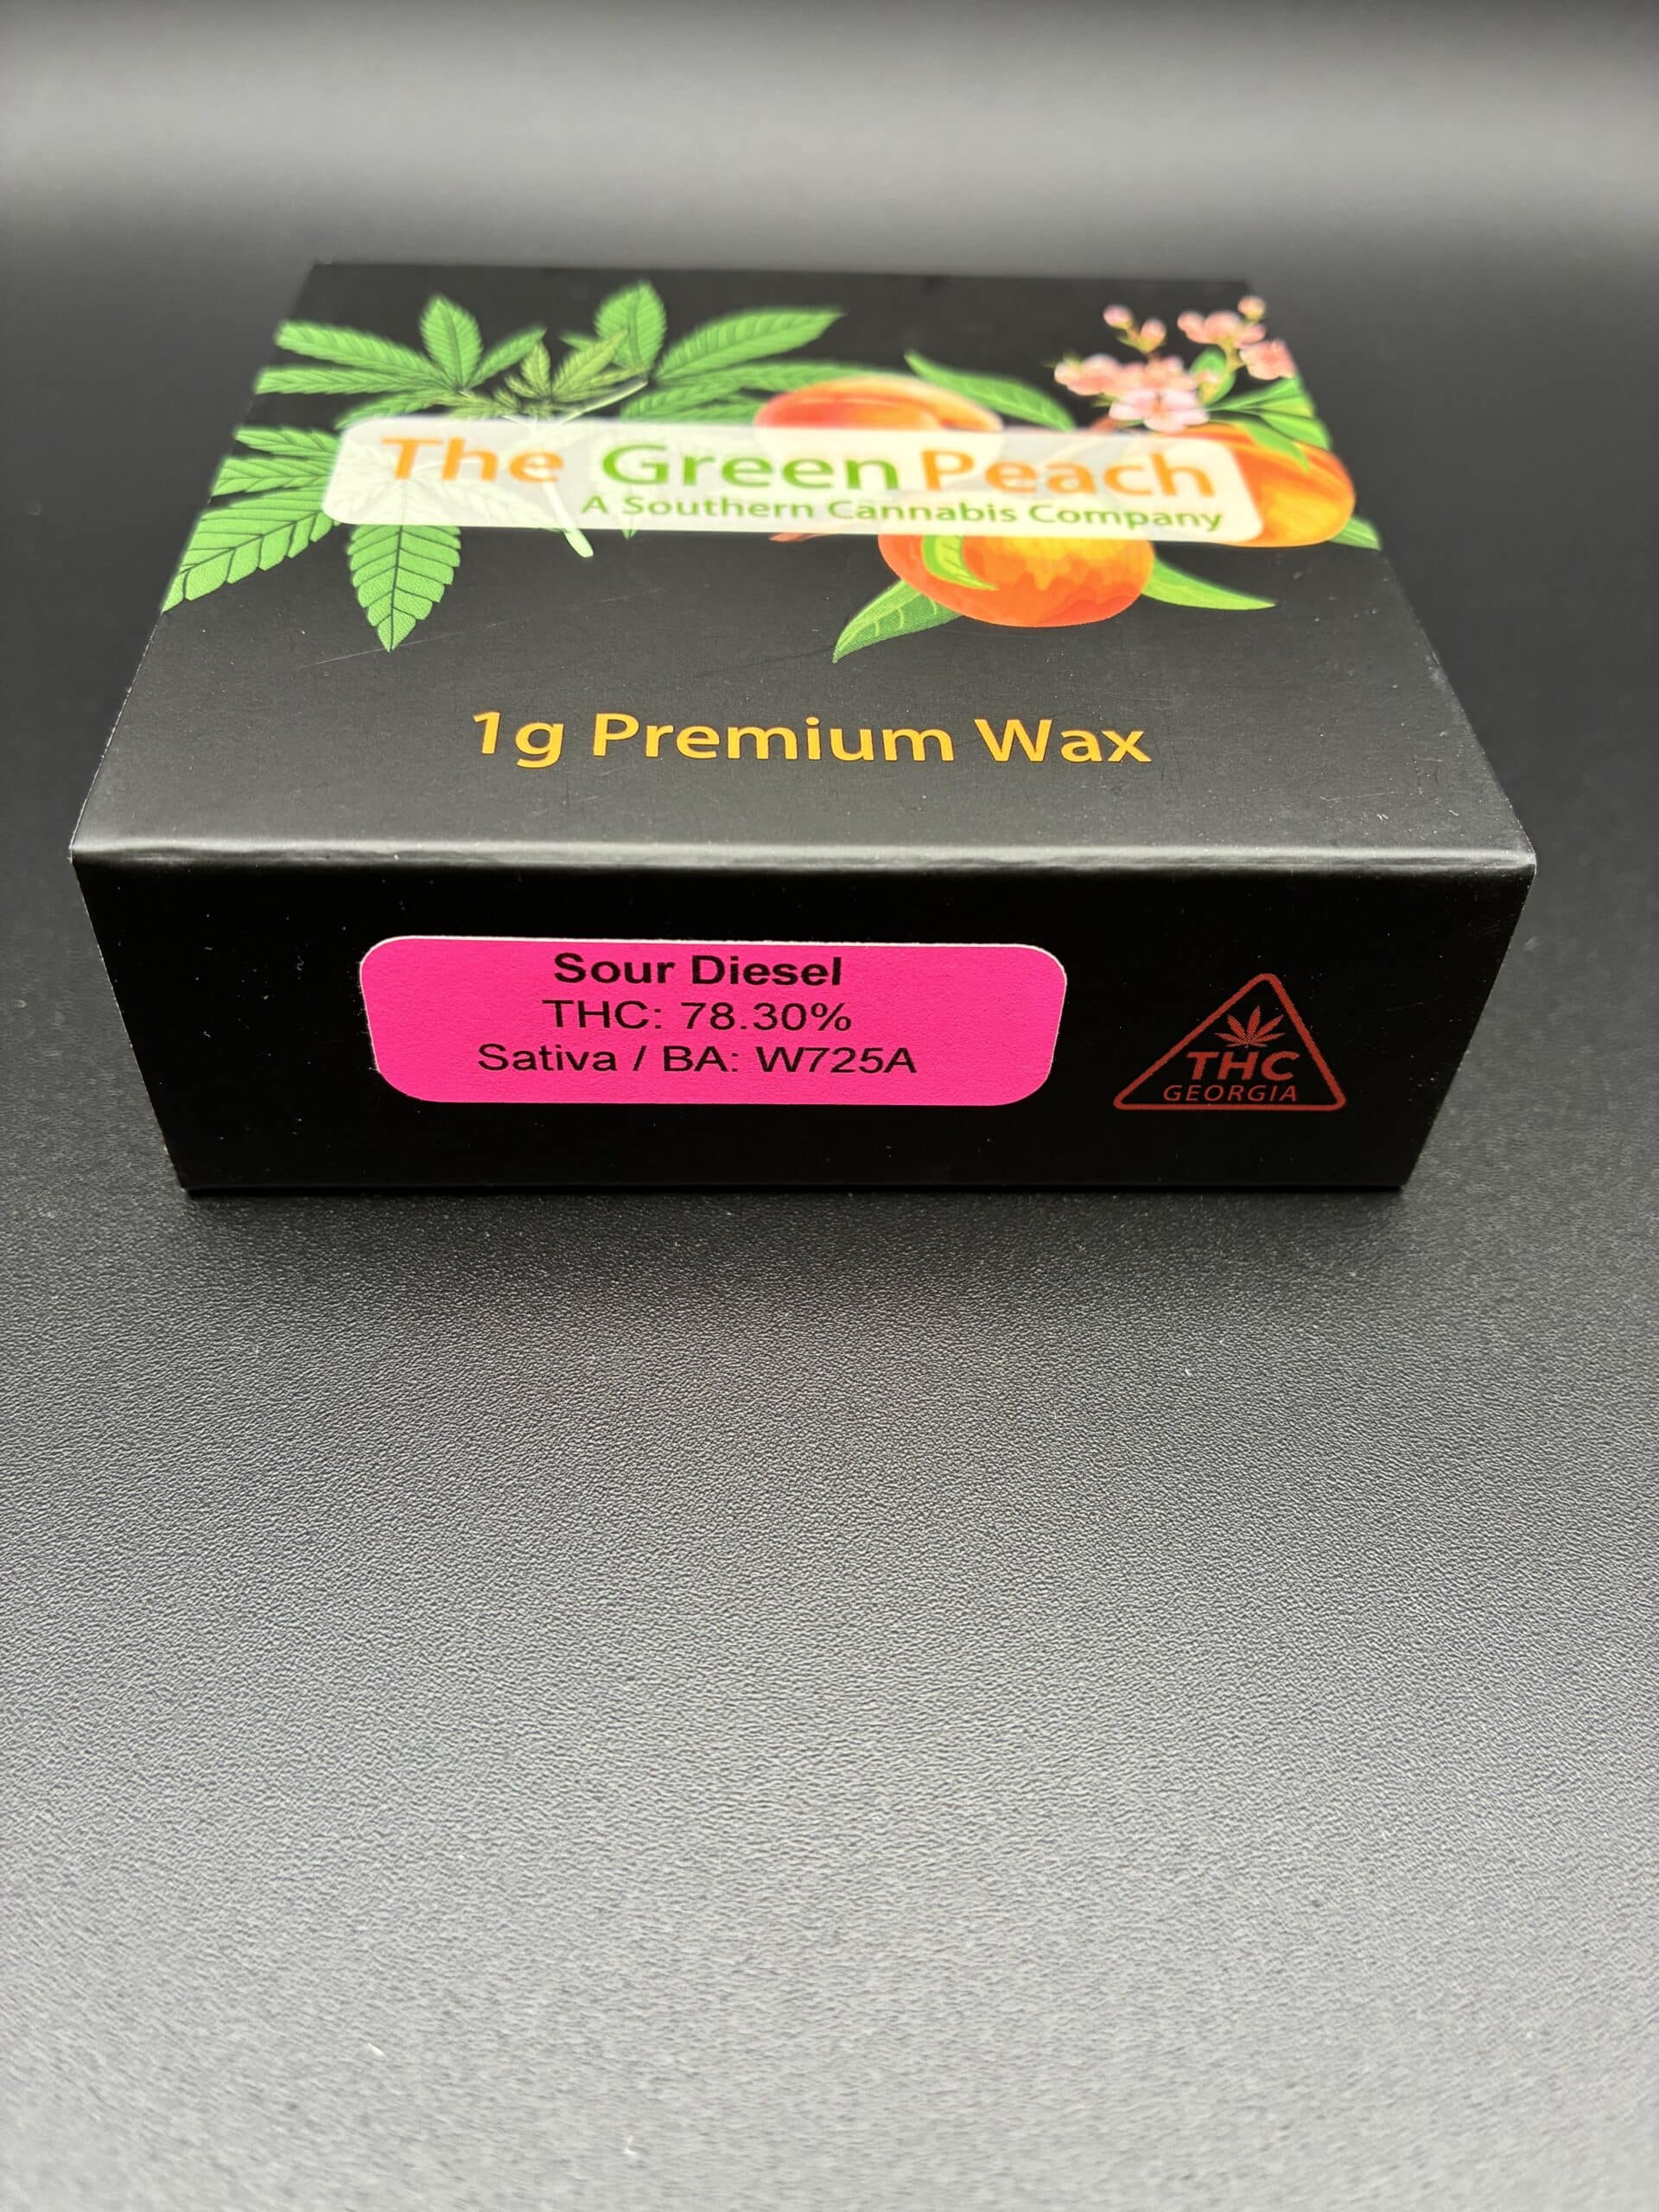 The Green Peach
A Southern Cannabis Company
1g Premium Wax
Sour Diesel
THC: 78.30%
Sativa / BA: W725A
THC
GEORGIA